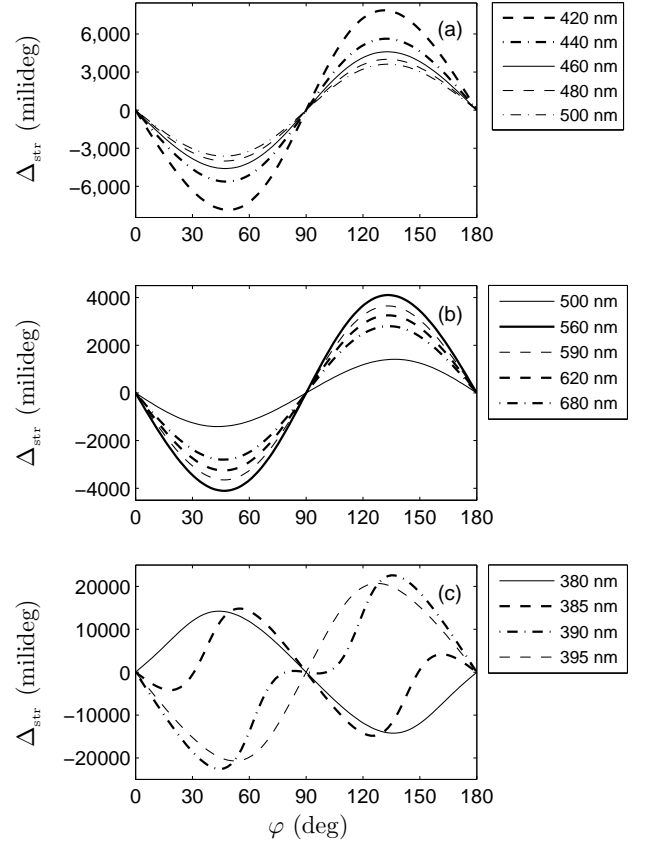 (a)
6,000
3,000
0
−3,000
−6,000
Δstr (milideg)
0 30 60 90 120 150 180
420 nm
440 nm
460 nm
480 nm
500 nm
(b)
4000
2000
0
−2000
−4000
Δstr (milideg)
0 30 60 90 120 150 180
500 nm
560 nm
590 nm
620 nm
680 nm
(c)
20000
10000
0
−10000
−20000
Δstr (milideg)
0 30 60 90 120 150 180
φ (deg)
380 nm
385 nm
390 nm
395 nm